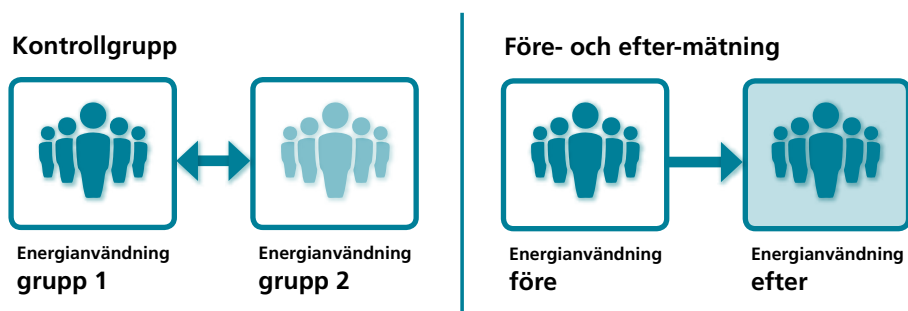 Kontrollgrupp
Energianvändning
grupp 1
Energianvändning
grupp 2
Före- och efter-mätning
Energianvändning
före
Energianvändning
efter